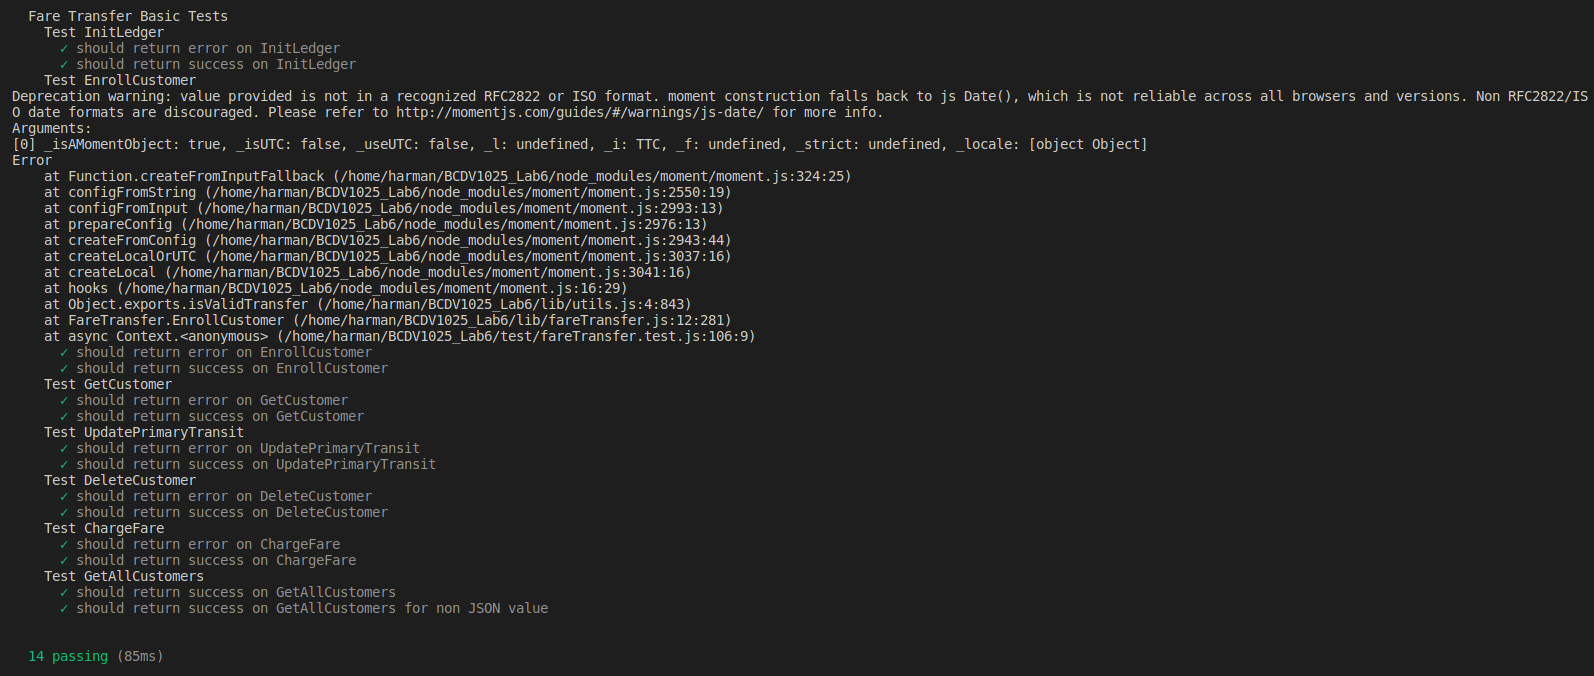 Fare Transfer Basic Tests
Test InitLedger
✓ should return error on InitLedger
✓ should return success on InitLedger
Test EnrollCustomer
Deprecation warning: value provided is not in a recognized RFC2822 or ISO format. moment construction falls back to js Date(), which is not reliable across all browsers and versions. Non RFC2822/IS
O date formats are discouraged. Please refer to http://momentjs.com/guides/#/warnings/js-date/ for more info.
Arguments:
[0] _isAMomentObject: true, _isUTC: false, _useUTC: false, _l: undefined, _i: TTC, _f: undefined, _strict: undefined, _locale: [object Object]
Error
at Function.createFromInputFallback (/home/harman/BCDV1025_Lab6/node_modules/moment/moment.js:324:25)
at configFromString (/home/harman/BCDV1025_Lab6/node_modules/moment/moment.js:2550:19)
at configFromInput (/home/harman/BCDV1025_Lab6/node_modules/moment/moment.js:2993:13)
at prepareConfig (/home/harman/BCDV1025_Lab6/node_modules/moment/moment.js:2976:13)
at createFromConfig (/home/harman/BCDV1025_Lab6/node_modules/moment/moment.js:2943:44)
at createLocalOrUTC (/home/harman/BCDV1025_Lab6/node_modules/moment/moment.js:3037:16)
at createLocal (/home/harman/BCDV1025_Lab6/node_modules/moment/moment.js:3041:16)
at hooks (/home/harman/BCDV1025_Lab6/node_modules/moment/moment.js:16:29)
at Object.exports.isValidTransfer (/home/harman/BCDV1025_Lab6/lib/utils.js:4:843)
at FareTransfer.EnrollCustomer (/home/harman/BCDV1025_Lab6/lib/fareTransfer.js:12:281)
at async Context.<anonymous> (/home/harman/BCDV1025_Lab6/test/fareTransfer.test.js:106:9)
✓ should return error on EnrollCustomer
✓ should return success on EnrollCustomer
Test GetCustomer
✓ should return error on GetCustomer
✓ should return success on GetCustomer
Test UpdatePrimaryTransit
✓ should return error on UpdatePrimaryTransit
✓ should return success on UpdatePrimaryTransit
Test DeleteCustomer
✓ should return error on DeleteCustomer
✓ should return success on DeleteCustomer
Test ChargeFare
✓ should return error on ChargeFare
✓ should return success on ChargeFare
Test GetAllCustomers
✓ should return success on GetAllCustomers
✓ should return success on GetAllCustomers for non JSON value
14 passing (85ms)